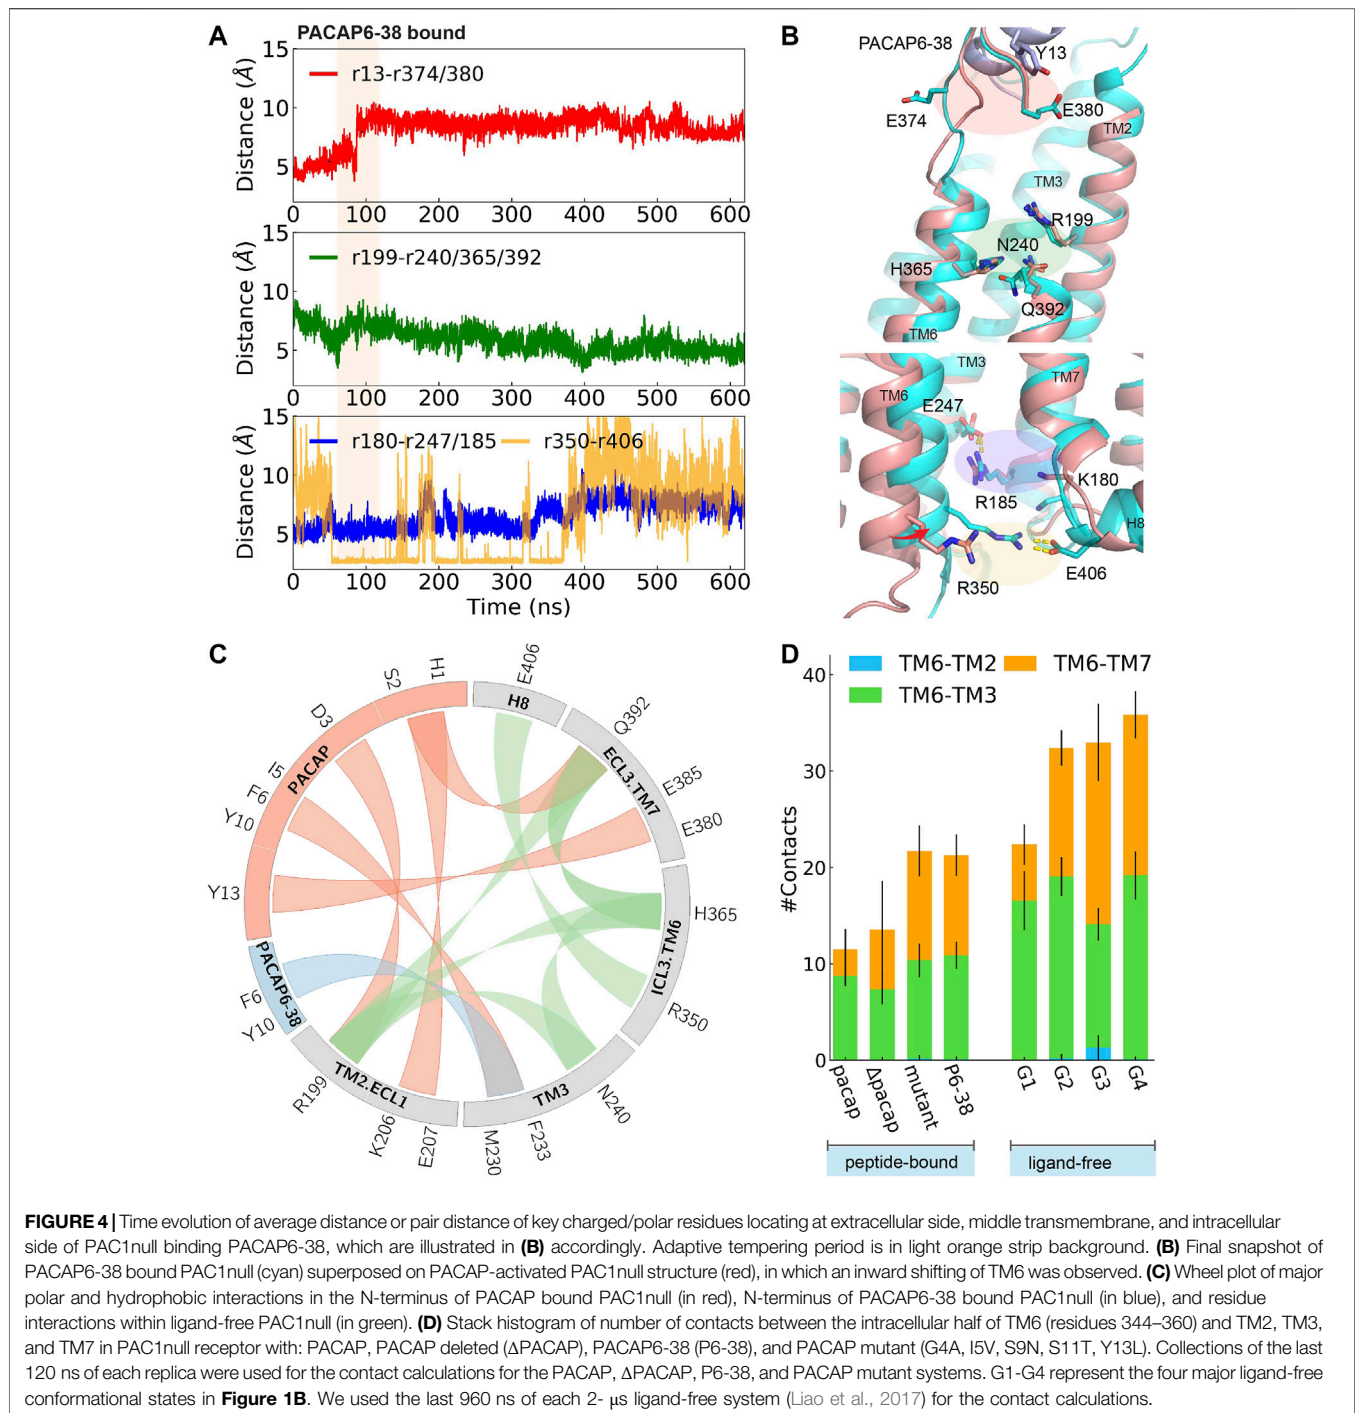 A
PACAP6-38 bound
15
10
5
Distance (Å)
r13-r374/380
0 100 200 300 400 500 600
15
10
5
Distance (Å)
r199-r240/365/392
0 100 200 300 400 500 600
15
10
5
Distance (Å)
r180-r247/185 r350-r406
0 100 200 300 400 500 600
Time (ns)
B
PACAP6-38
Y13
E374
E380
TM2
TM3
R199
N240
H365
Q392
TM6
TM3
TM7
TM6
E247
K180
R185
H8
E406
R350
C
S2
H1
E406
H8
Q392
D3
ECL3.TM7
I5
PACAP
F6
E385
Y10
E380
Y13
H365
PACAP6-38
ICL3.TM6
F6
Y10
R350
R199
TM2.ECL1
TM3
N240
K206
E207
M230
F233
D
TM6-TM2 TM6-TM7
TM6-TM3
40
30
20
10
0
#Contacts
pacap
Δpacap
mutant
P6-38
G1
G2
G3
G4
peptide-bound
ligand-free
FIGURE 4 | Time evolution of average distance or pair distance of key charged/polar residues locating at extracellular side, middle transmembrane, and intracellular
side of PAC1null binding PACAP6-38, which are illustrated in (B) accordingly. Adaptive tempering period is in light orange strip background. (B) Final snapshot of
PACAP6-38 bound PAC1null (cyan) superposed on PACAP-activated PAC1null structure (red), in which an inward shifting of TM6 was observed. (C) Wheel plot of major
polar and hydrophobic interactions in the N-terminus of PACAP bound PAC1null (in red), N-terminus of PACAP6-38 bound PAC1null (in blue), and residue
interactions within ligand-free PAC1null (in green). (D) Stack histogram of number of contacts between the intracellular half of TM6 (residues 344–360) and TM2, TM3,
and TM7 in PAC1null receptor with: PACAP, PACAP deleted (ΔPACAP), PACAP6-38 (P6-38), and PACAP mutant (G4A, I5V, S9N, S11T, Y13L). Collections of the last
120 ns of each replica were used for the contact calculations for the PACAP, ΔPACAP, P6-38, and PACAP mutant systems. G1-G4 represent the four major ligand-free
conformational states in Figure 1B. We used the last 960 ns of each 2- μs ligand-free system (Liao et al., 2017) for the contact calculations.